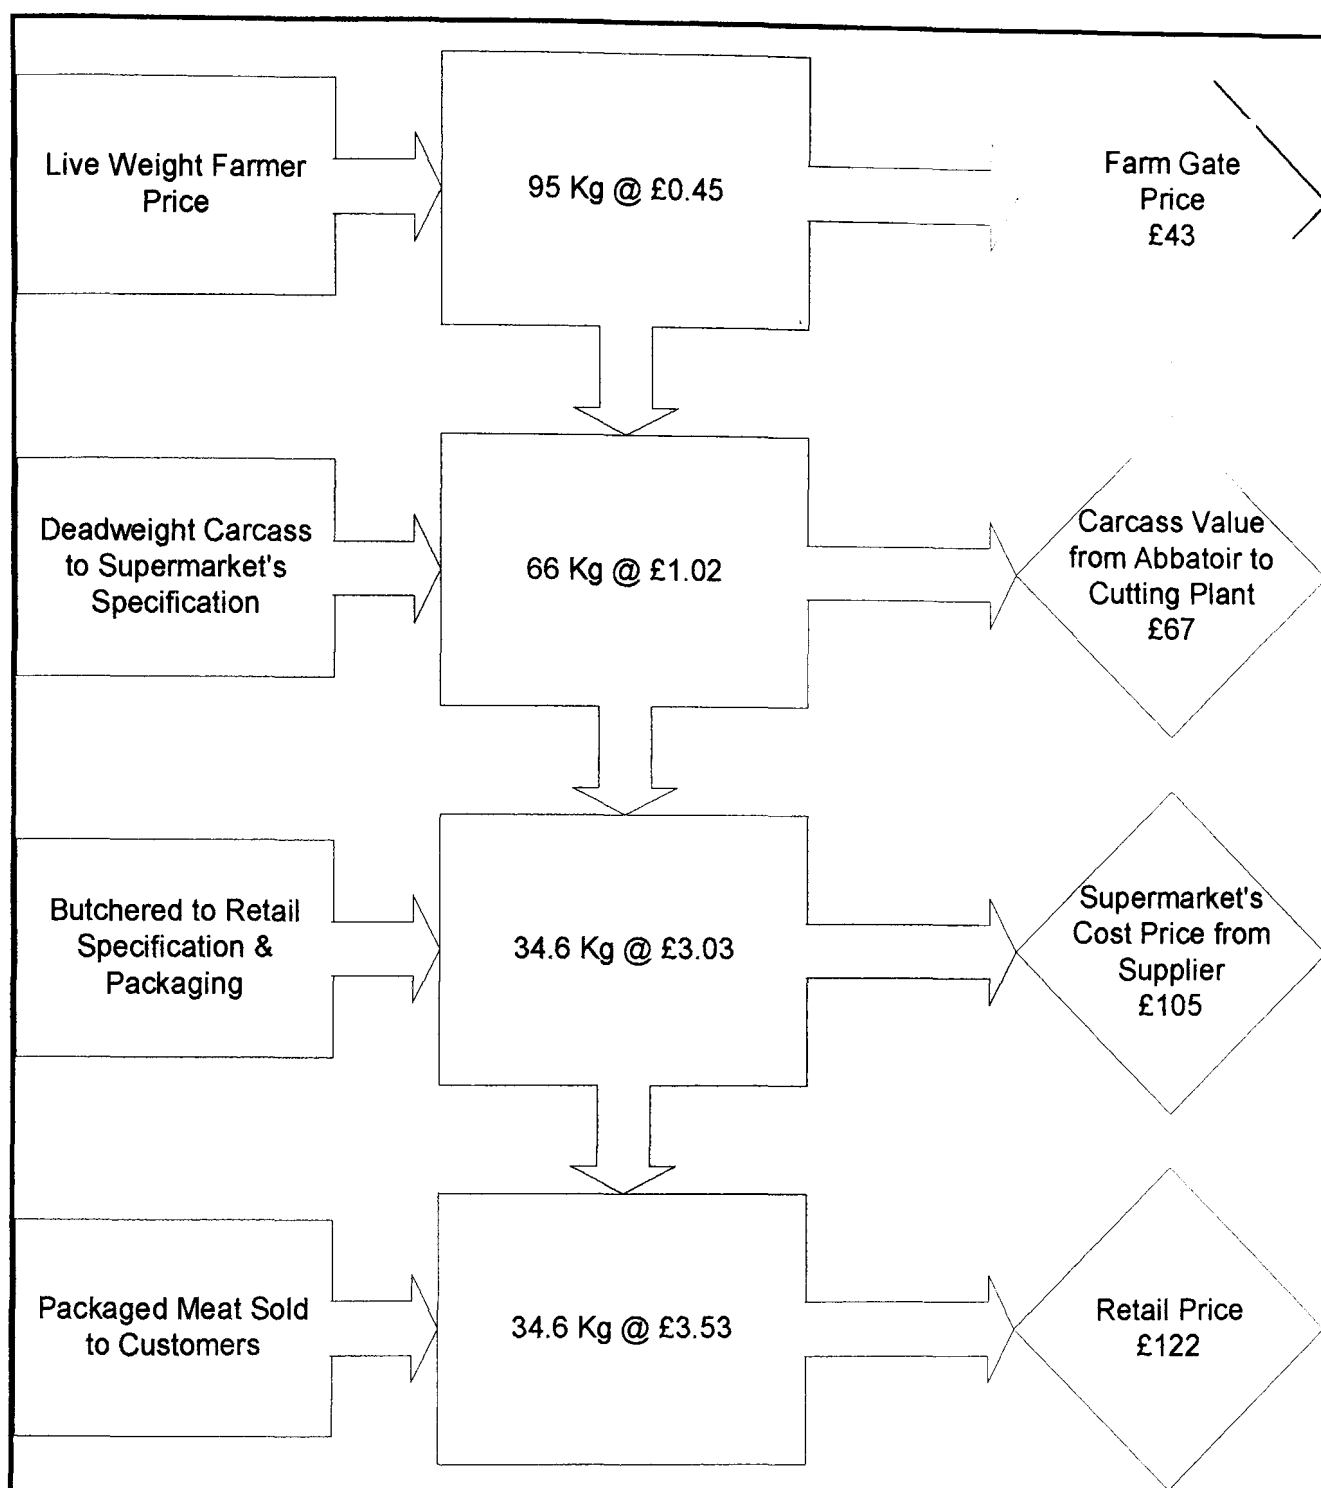 Live Weight Farmer
Price
95 Kg @ £0.45
Farm Gate
Price
£43
Deadweight Carcass
to Supermarket's
Specification
66 Kg @ £1.02
Carcass Value
from Abbatoir to
Cutting Plant
£67
Butchered to Retail
Specification &
Packaging
34.6 Kg @ £3.03
Supermarket's
Cost Price from
Supplier
£105
Packaged Meat Sold
to Customers
34.6 Kg @ £3.53
Retail Price
£122